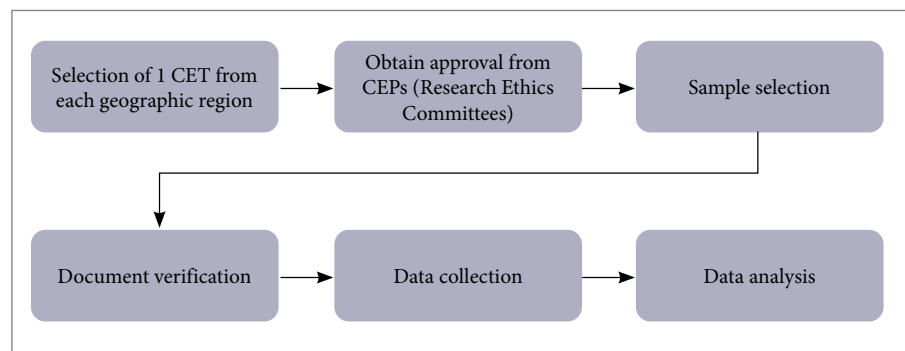 Selection of 1 CET from
each geographic region
Obtain approval from
CEPs (Research Ethics
Committees)
Sample selection
Document verification
Data collection
Data analysis